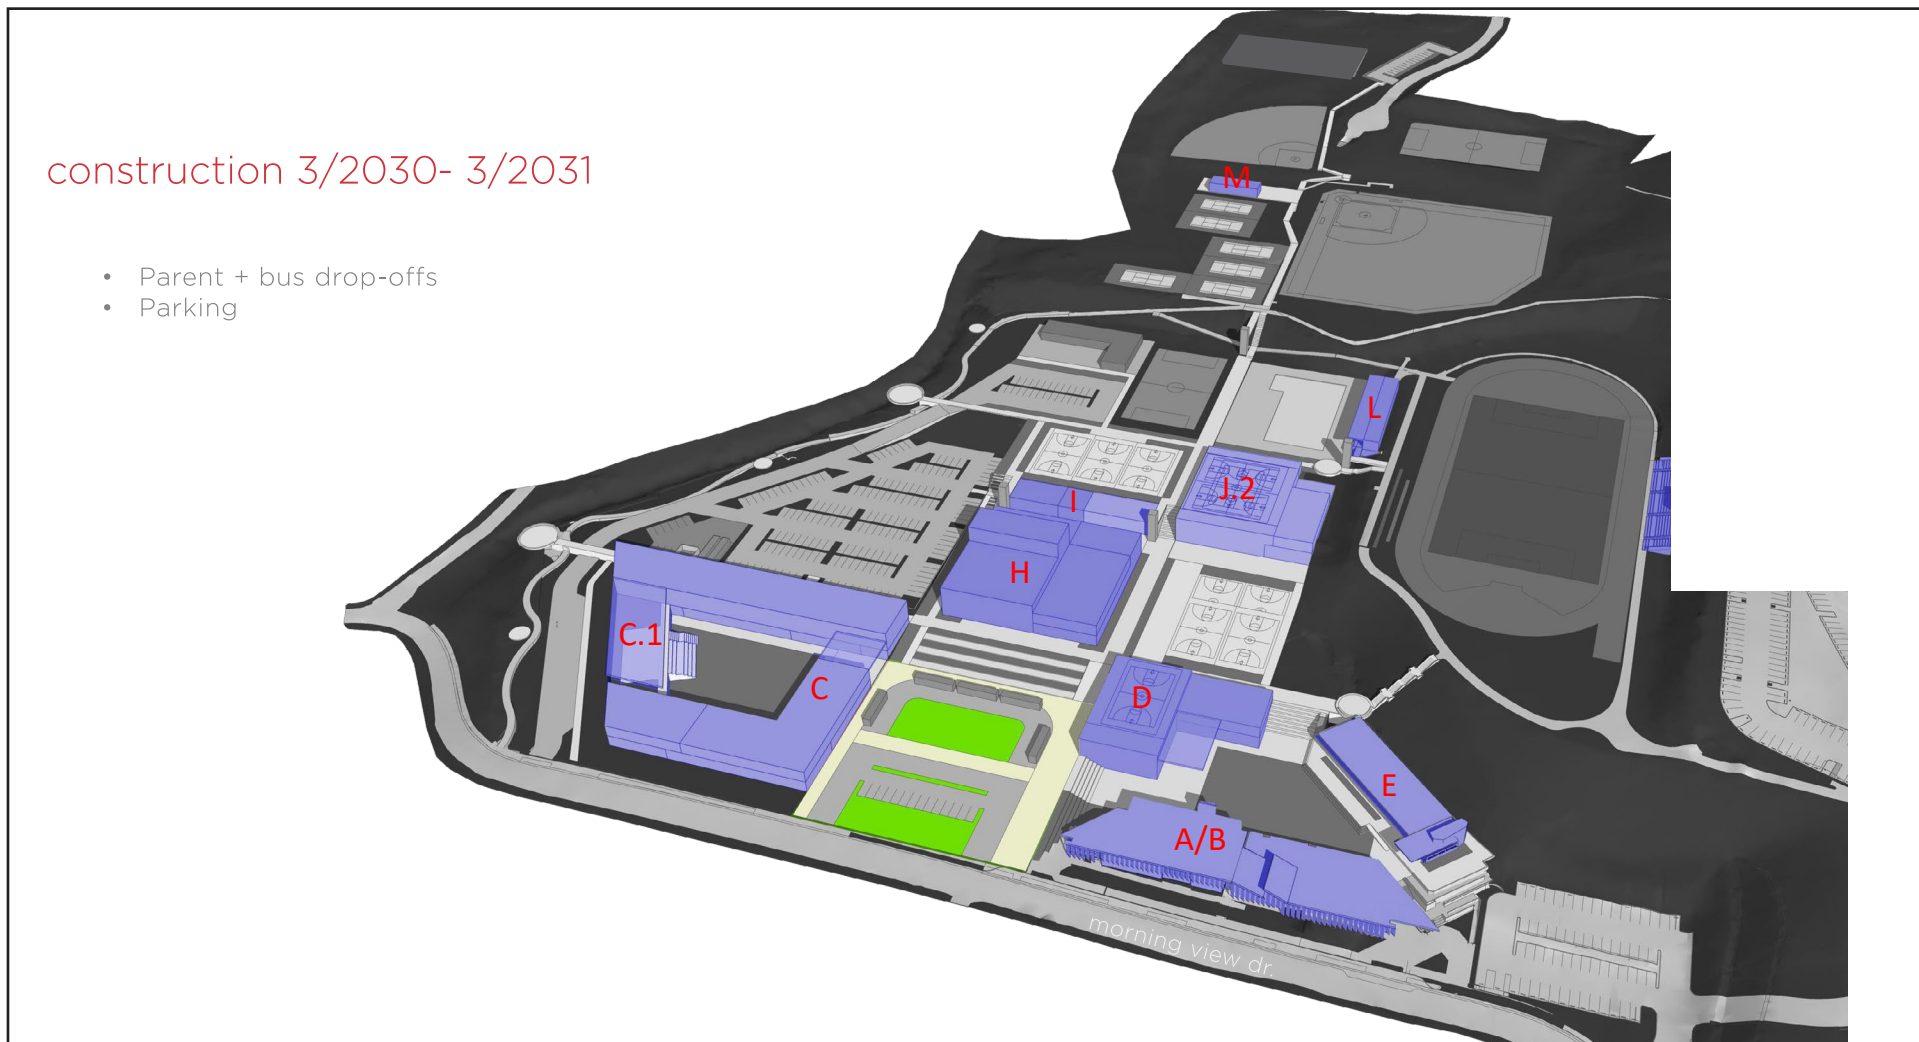 construction 3/2030- 3/2031
• Parent + bus drop-offs
• Parking
M
L
J.2
I
H
C.1
C
D
E
A/B
morning view dr.